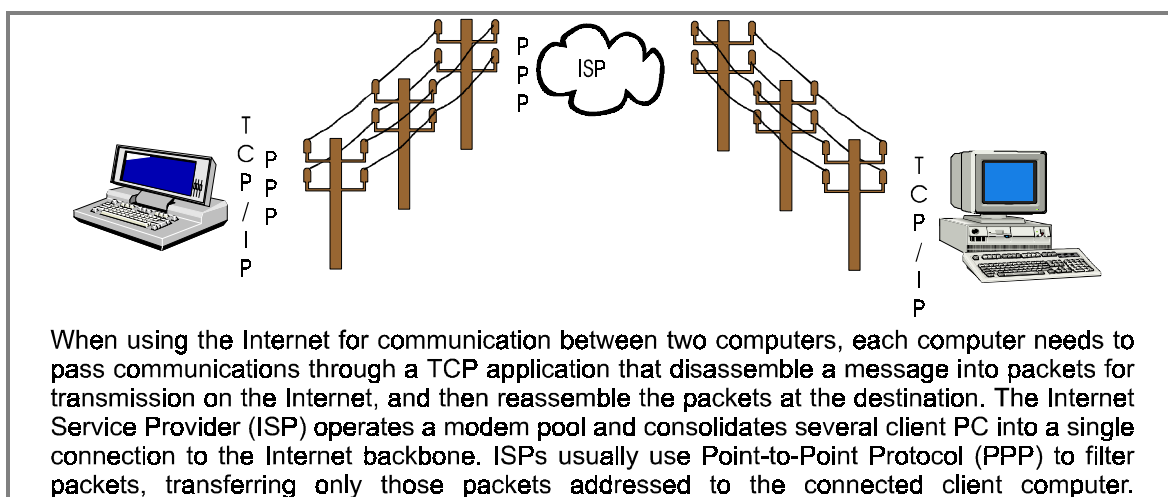 TCP/IP
PPP
PPP
ISP
TCP/IP
When using the Internet for communication between two computers, each computer needs to
pass communications through a TCP application that disassemble a message into packets for
transmission on the Internet, and then reassemble the packets at the destination. The Internet
Service Provider (ISP) operates a modem pool and consolidates several client PC into a single
connection to the Internet backbone. ISPs usually use Point-to-Point Protocol (PPP) to filter
packets, transferring only those packets addressed to the connected client computer.